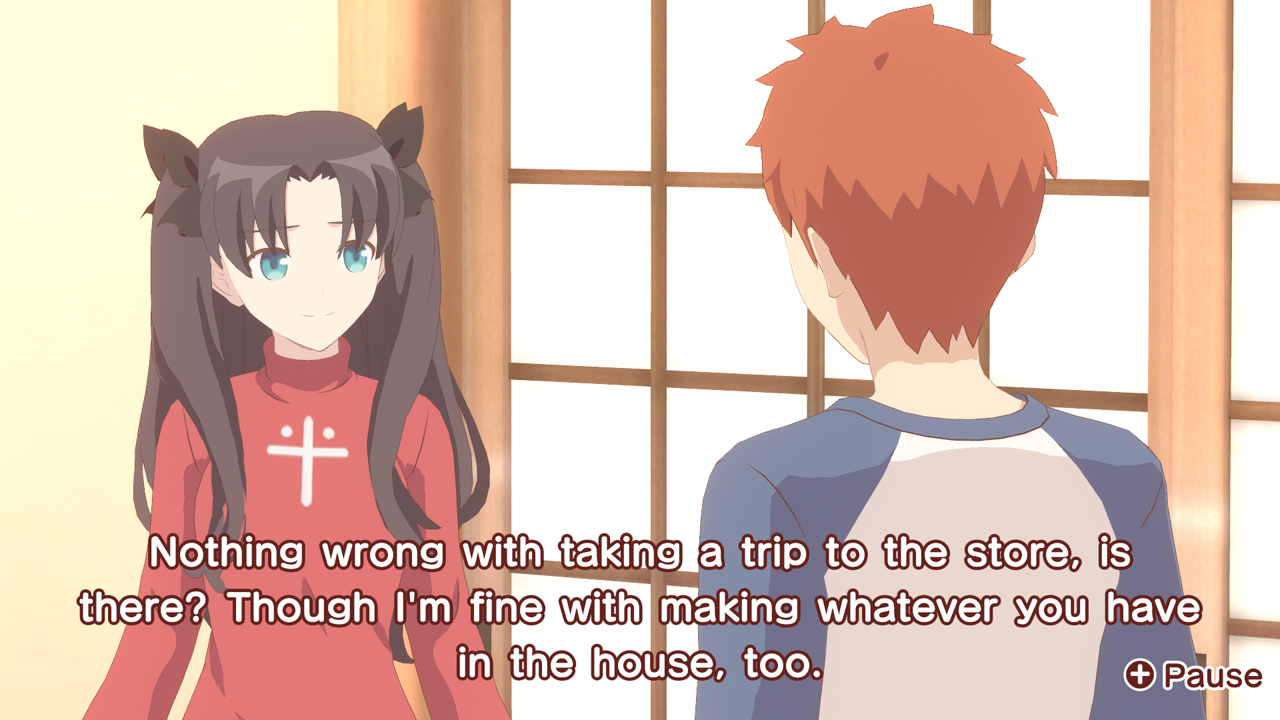 Nothing wrong with taking a trip to the store, is
there? Though I'm fine with making whatever you have
in the house, too.
Pause